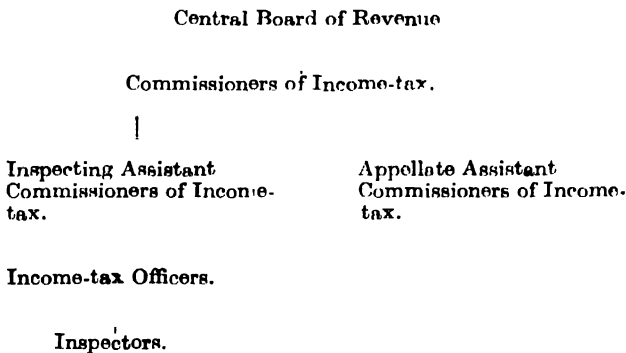 Central Board of Revenue
Commissioners of Income-tax.
Inspecting Assistant
Commissioners of Income-
tax.
Appellate Assistant
Commissioners of Income-
tax.
Income-tax Officers.
Inspectors.